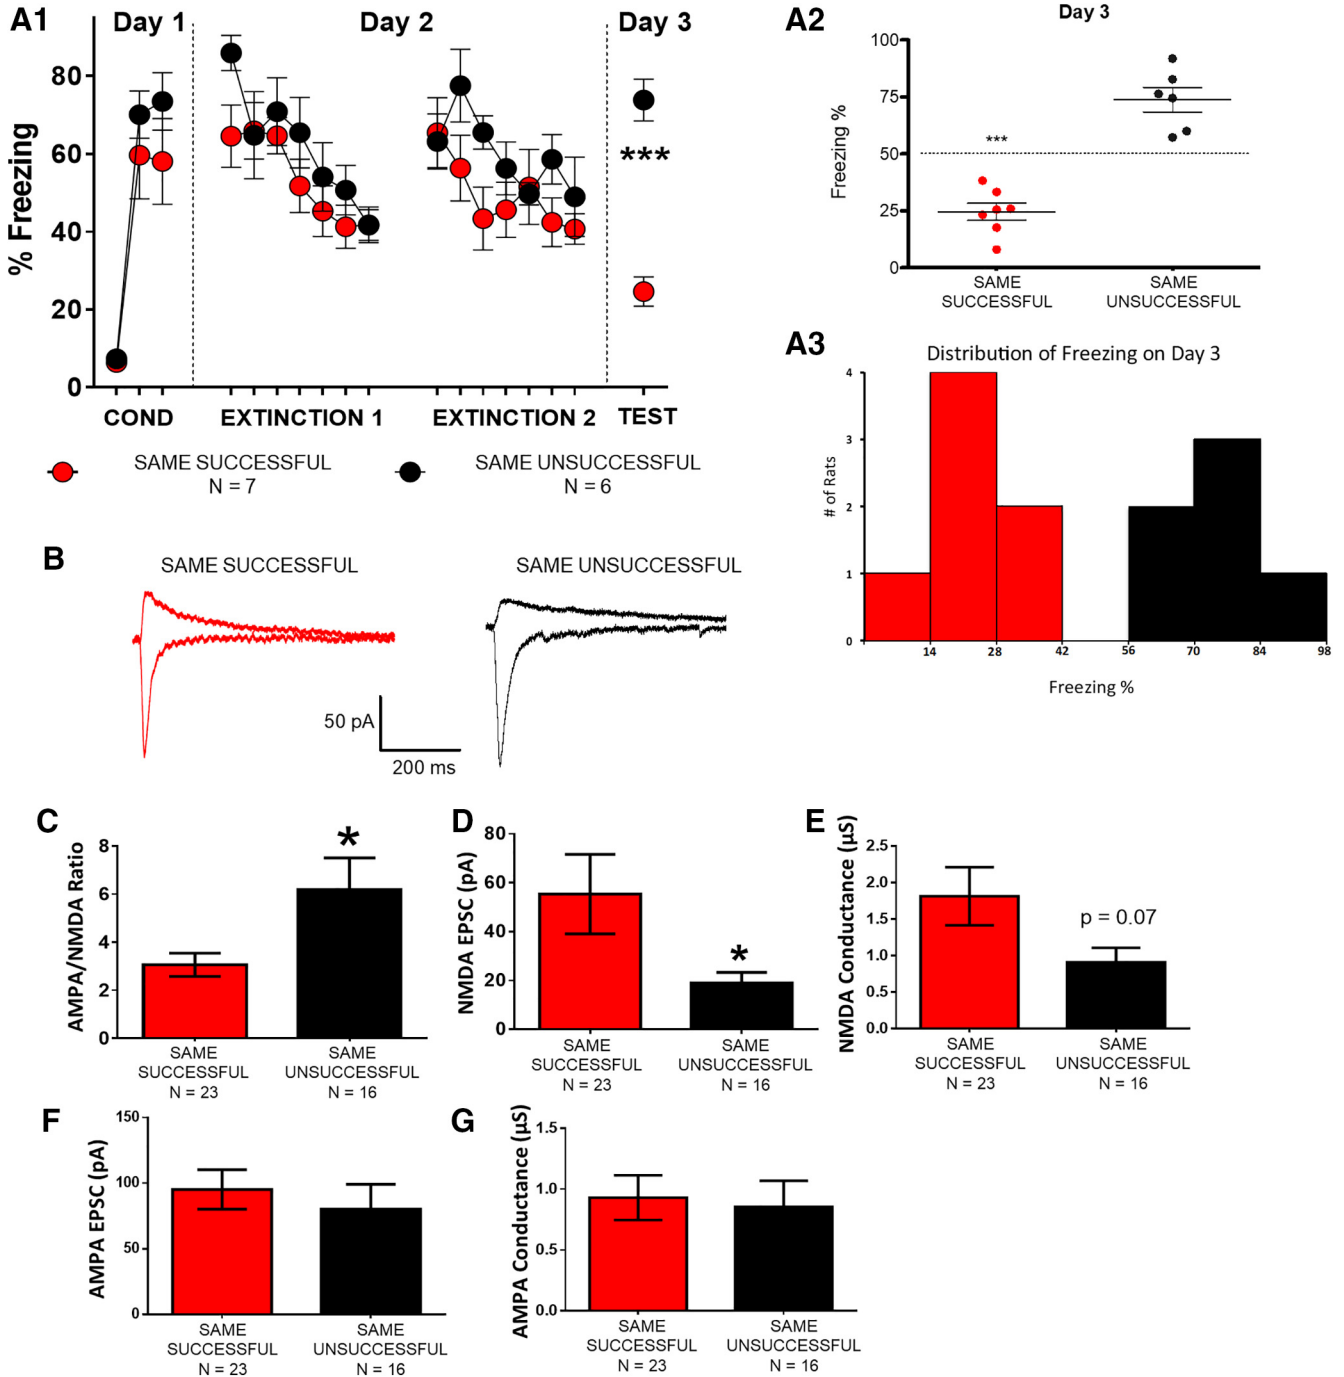 A1
Day 1
Day 2
Day 3
% Freezing
80
60
40
20
0
***
COND
EXTINCTION 1
EXTINCTION 2
TEST
SAME SUCCESSFUL
N = 7
SAME UNSUCCESSFUL
N = 6
A2
Day 3
Freezing %
100
75
50
25
0
***
SAME
SUCCESSFUL
SAME
UNSUCCESSFUL
A3
Distribution of Freezing on Day 3
# of Rats
4
3
2
1
0
14
28
42
56
70
84
98
Freezing %
B
SAME SUCCESSFUL
SAME UNSUCCESSFUL
50 pA
200 ms
C
AMPA/NMDA Ratio
8
6
4
2
0
*
SAME
SUCCESSFUL
N = 23
SAME
UNSUCCESSFUL
N = 16
D
NMDA EPSC (pA)
80
60
40
20
0
*
SAME
SUCCESSFUL
N = 23
SAME
UNSUCCESSFUL
N = 16
E
NMDA Conductance (µS)
2.5
2.0
1.5
1.0
0.5
0.0
p = 0.07
SAME
SUCCESSFUL
N = 23
SAME
UNSUCCESSFUL
N = 16
F
AMPA EPSC (pA)
150
100
50
0
SAME
SUCCESSFUL
N = 23
SAME
UNSUCCESSFUL
N = 16
G
AMPA Conductance (µS)
1.5
1.0
0.5
0.0
SAME
SUCCESSFUL
N = 23
SAME
UNSUCCESSFUL
N = 16